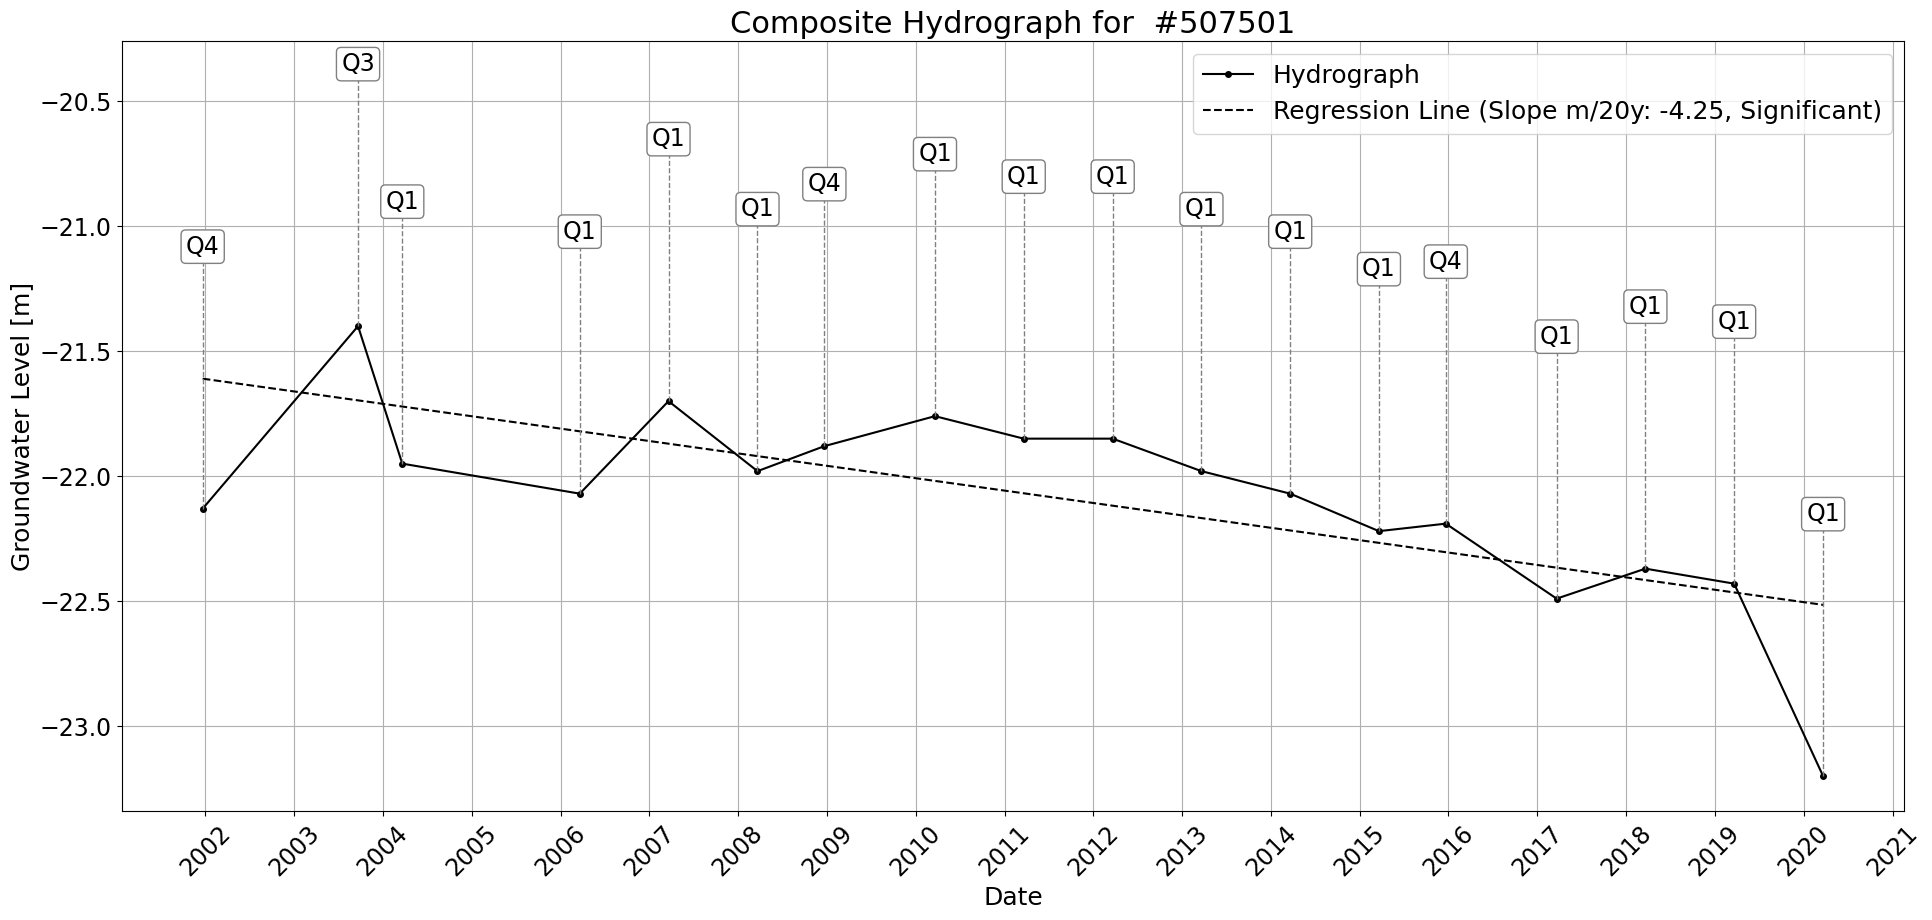 Composite Hydrograph for #507501
Hydrograph
Regression Line (Slope m/20y: -4.25, Significant)
Groundwater Level [m]
−20.5
−21.0
−21.5
−22.0
−22.5
−23.0
Q4
Q3
Q1
Q1
Q1
Q1
Q4
Q1
Q1
Q1
Q1
Q1
Q1
Q4
Q1
Q1
Q1
Q1
2002
2003
2004
2005
2006
2007
2008
2009
2010
2011
2012
2013
2014
2015
2016
2017
2018
2019
2020
2021
Date